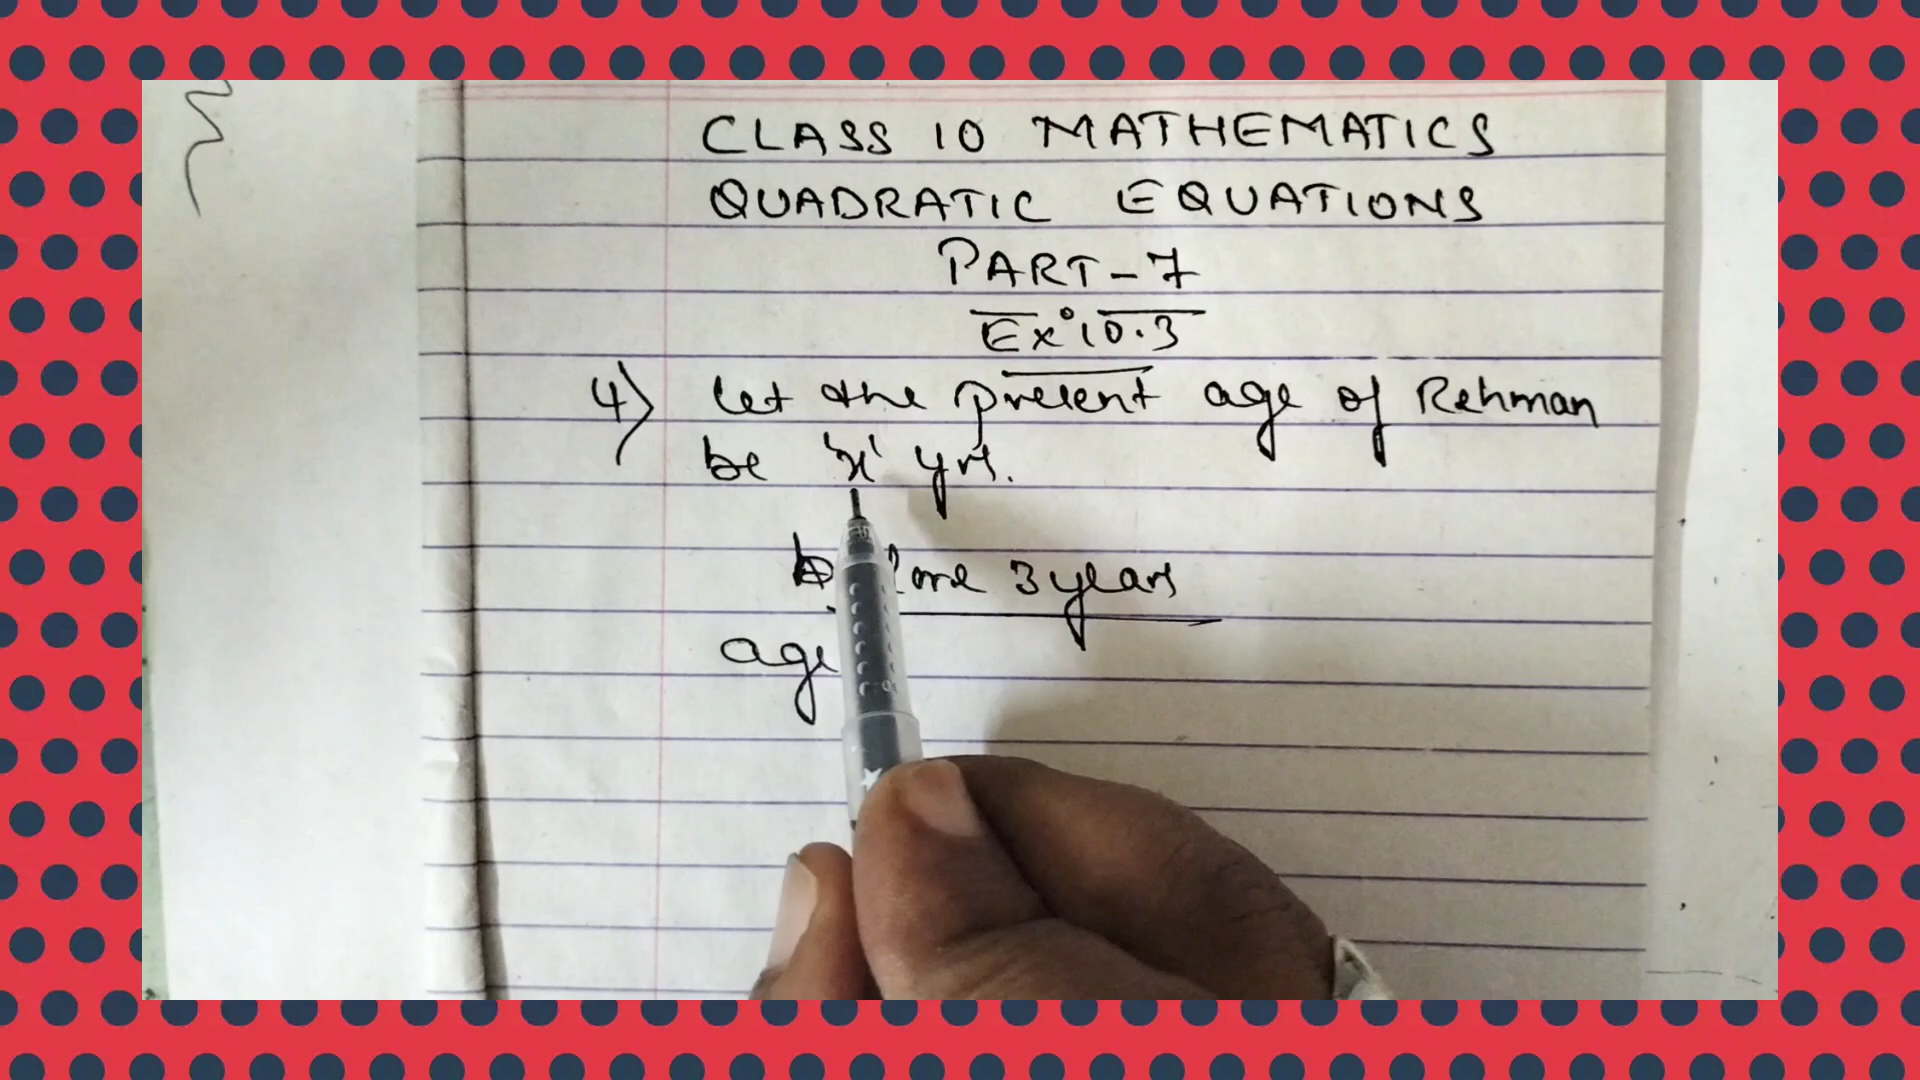 CLASS 10 MATHEMATICS
QUADRATIC EQUATIONS
PART-7
Ex 10.3
4) Let the present age of Rehman
be 'x' yrs.
3 years
age